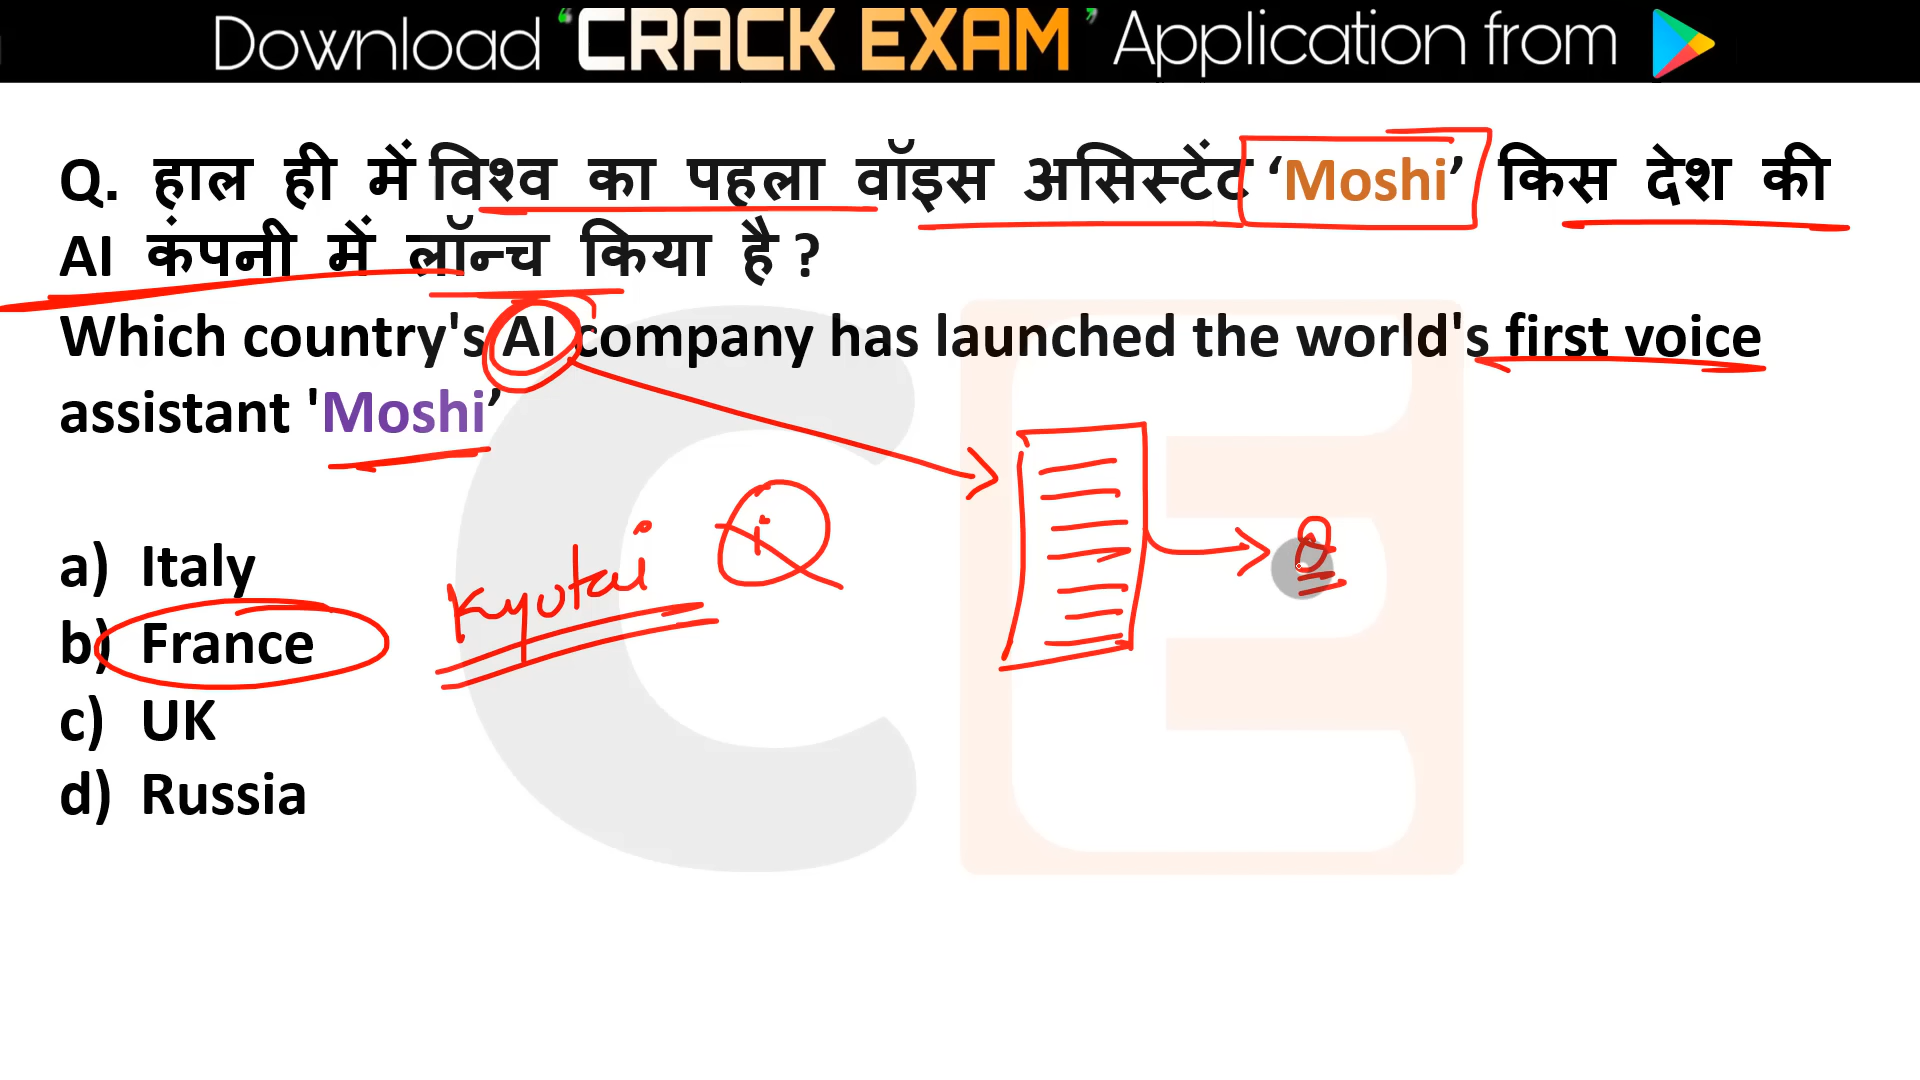 Download ‘CRACK EXAM’ Application from
Q. हाल ही में विश्व का पहला वॉइस असिस्टेंट ‘Moshi’ किस देश की
AI कंपनी में लॉन्च किया है ?
Which country's AI company has launched the world's first voice
assistant 'Moshi’
a) Italy
b) France
c) UK
d) Russia
Kyutai
i
CE